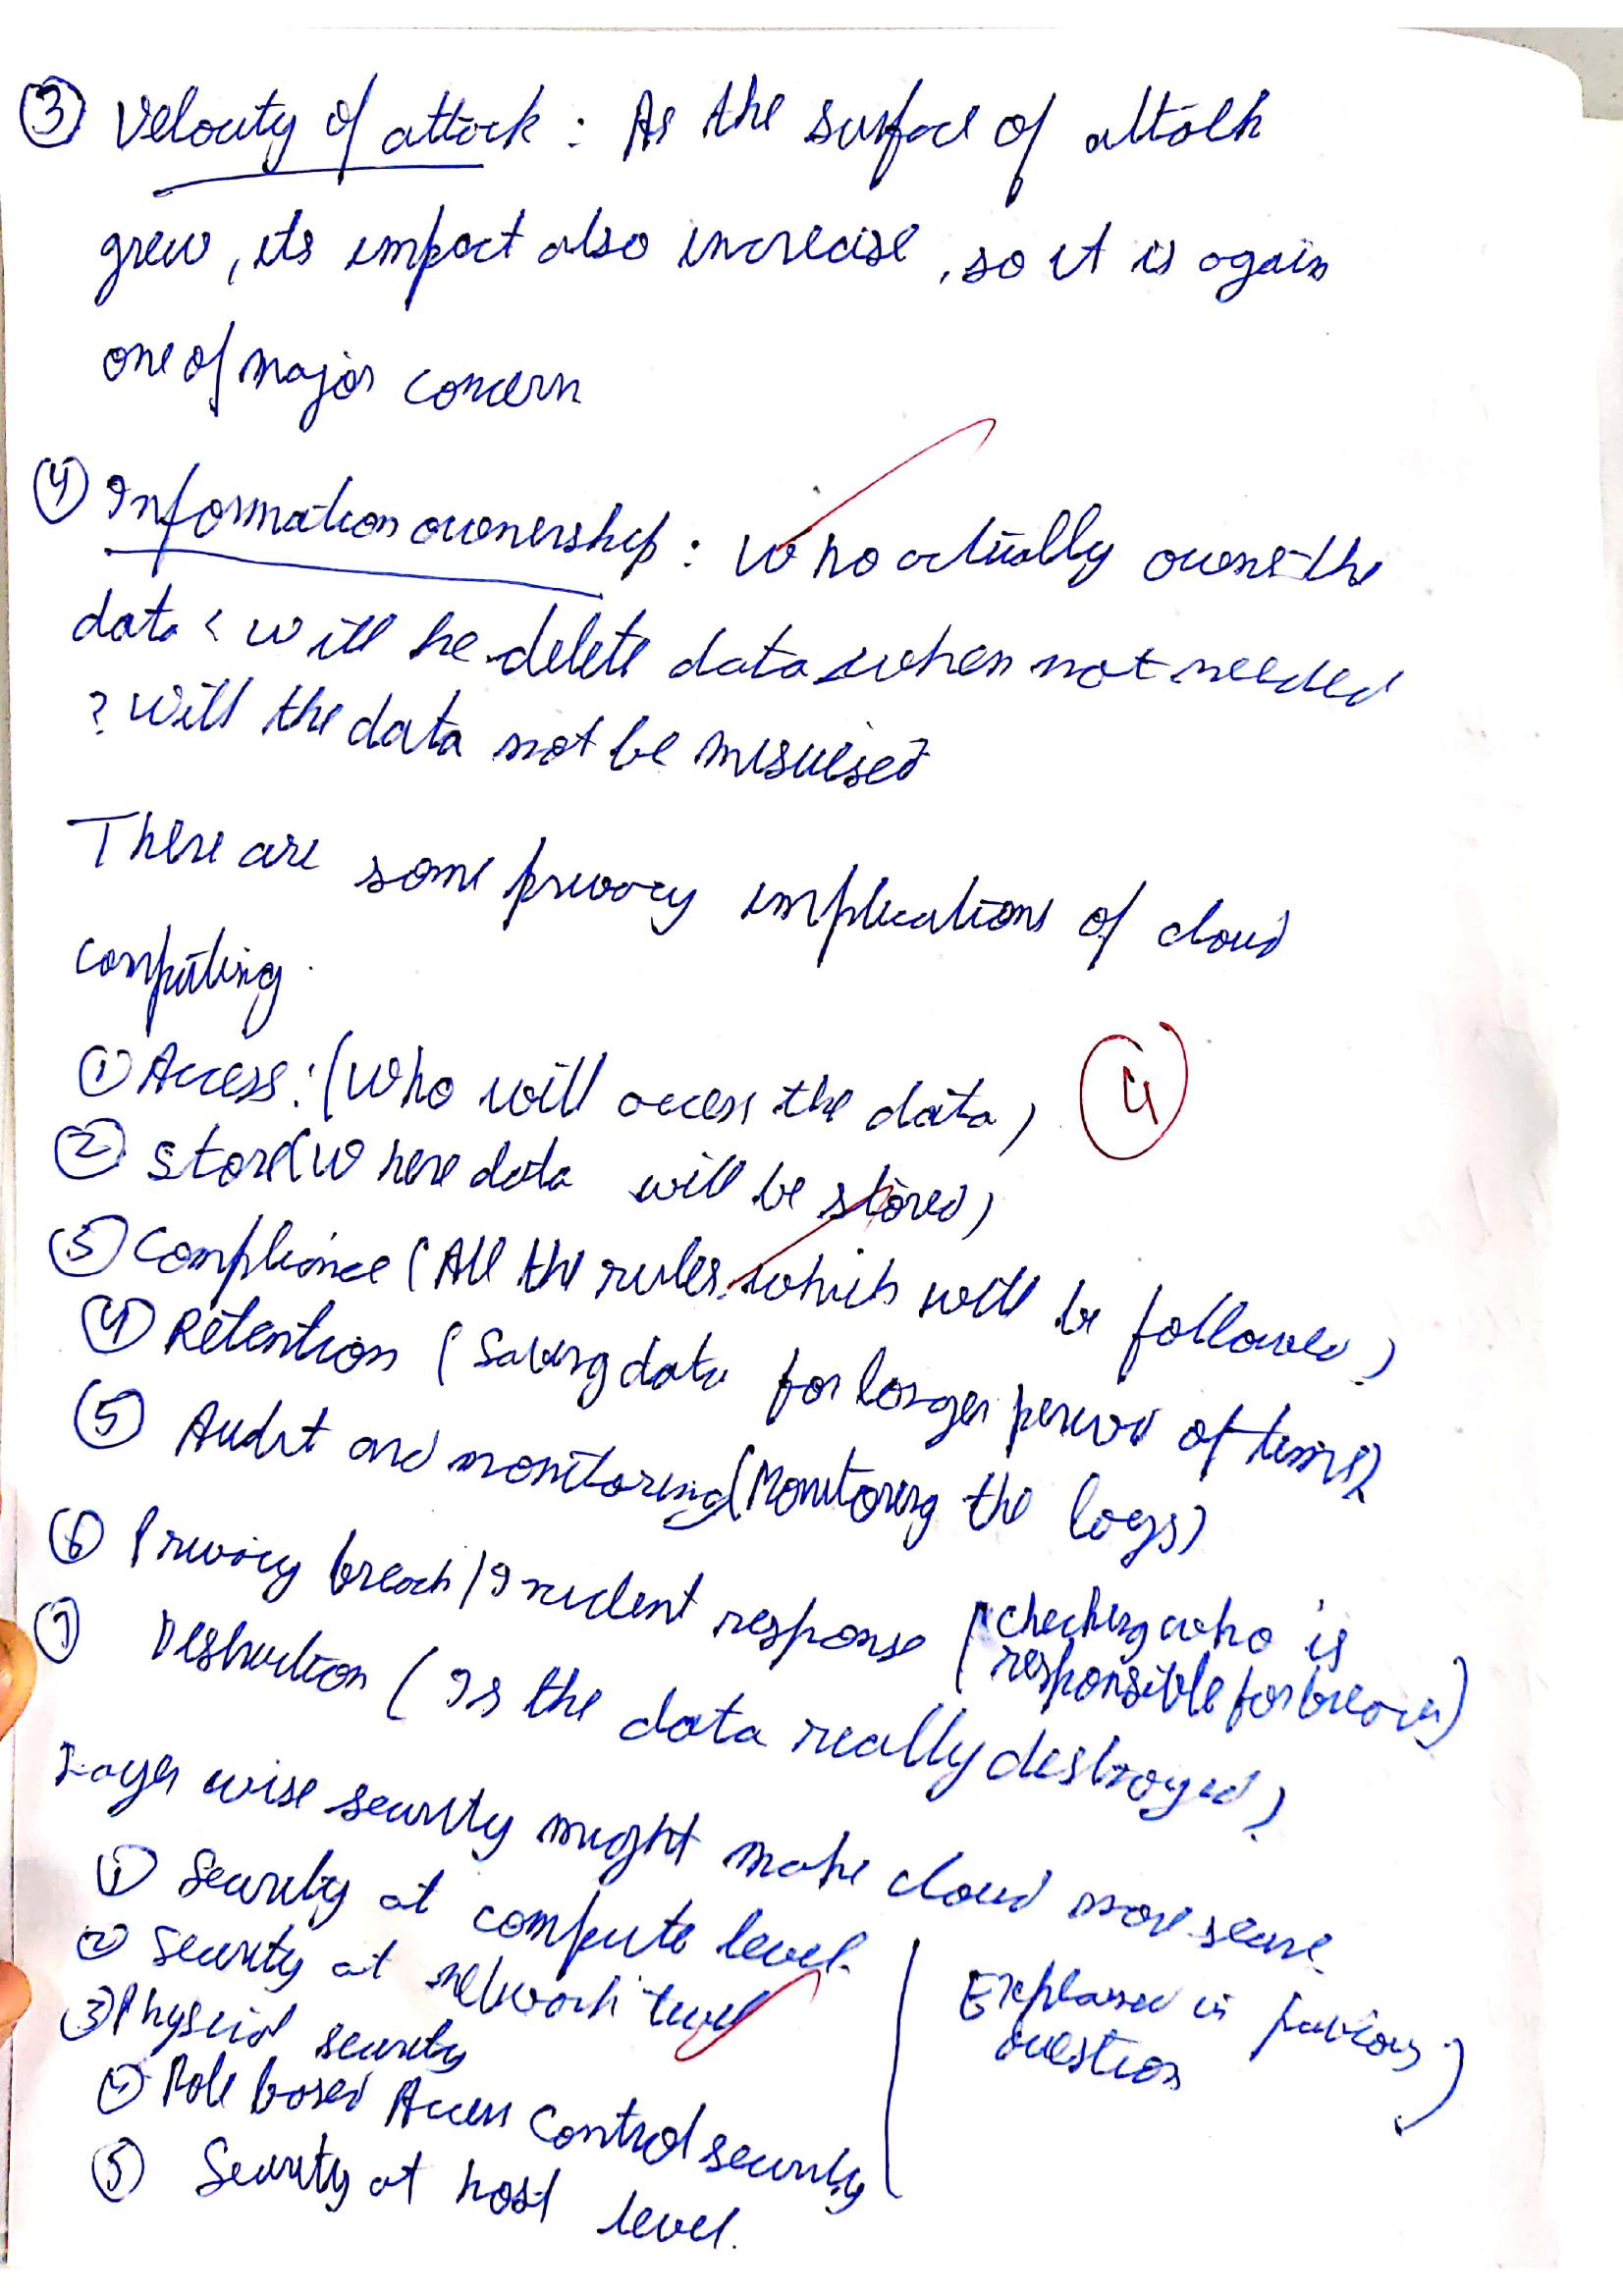 ③ Velocity of attack : As the surface of attack
grew, its impact also increase, so it is again
one of major concern
④ Information ownership : Who actually owns the
data < will he delete data when not needed
? Will the data not be misused
There are some privacy implications of cloud
computing.
① Access: (Who will access the data)
④
② Store (Where data will be stored)
③ Compliance (All the rules which will be followed)
④ Retention (Saving data for longer period of time)
⑤ Audit and monitoring (Monitoring the logs)
⑥ Privacy breach / Incident response (checking who is
responsible for breach)
⑦ Destruction (Is the data really destroyed)
Layer wise security might make cloud more secure.
① Security at compute level.
② Security at network level
③ Physical security
④ Role based Access Control security
⑤ Security at host level.
Explained in previous
question )